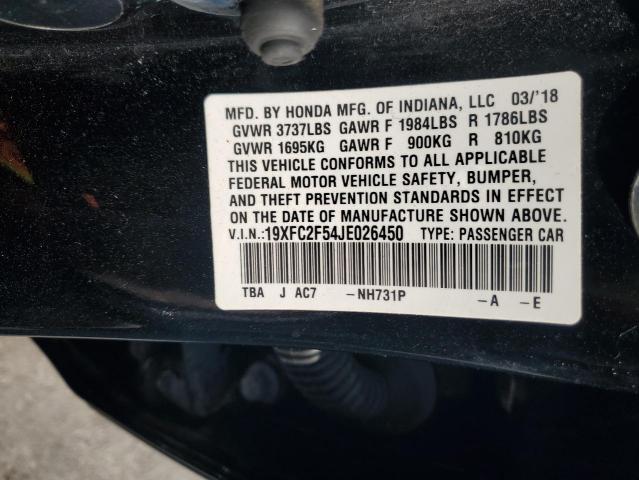 MFD. BY HONDA MFG. OF INDIANA, LLC 03/'18
GVWR 3737LBS GAWR F 1984LBS R 1786LBS
GVWR 1695KG GAWR F 900KG R 810KG
THIS VEHICLE CONFORMS TO ALL APPLICABLE
FEDERAL MOTOR VEHICLE SAFETY, BUMPER,
AND THEFT PREVENTION STANDARDS IN EFFECT
ON THE DATE OF MANUFACTURE SHOWN ABOVE.
V.I.N.:19XFC2F54JE026450 TYPE: PASSENGER CAR
TBA J AC7 -NH731P -A -E